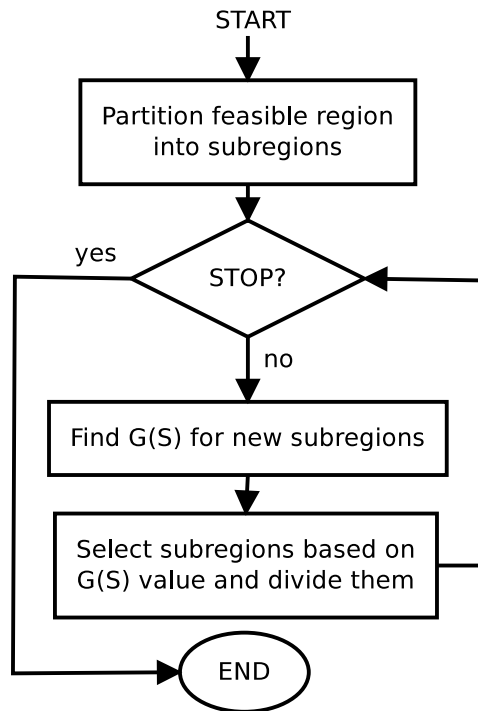 START
Partition feasible region
into subregions
yes
STOP?
no
Find G(S) for new subregions
Select subregions based on
G(S) value and divide them
END